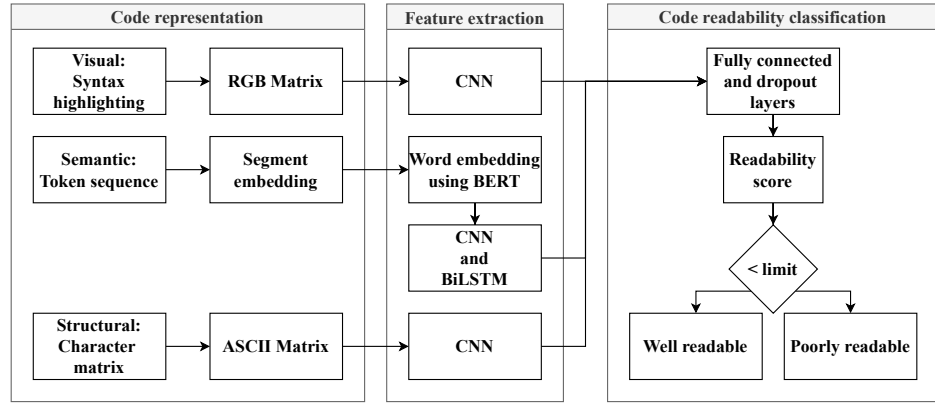 Code representation
Feature extraction
Code readability classification
Visual:
Syntax
highlighting
RGB Matrix
CNN
Fully connected
and dropout
layers
Semantic:
Token sequence
Segment
embedding
Word embedding
using BERT
Readability
score
CNN
and
BiLSTM
< limit
Structural:
Character
matrix
ASCII Matrix
CNN
Well readable
Poorly readable